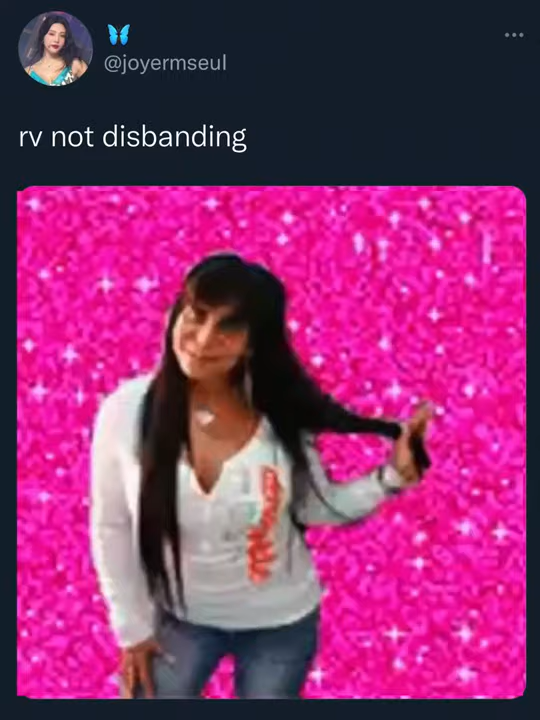 🦋
@joyermseul
rv not disbanding